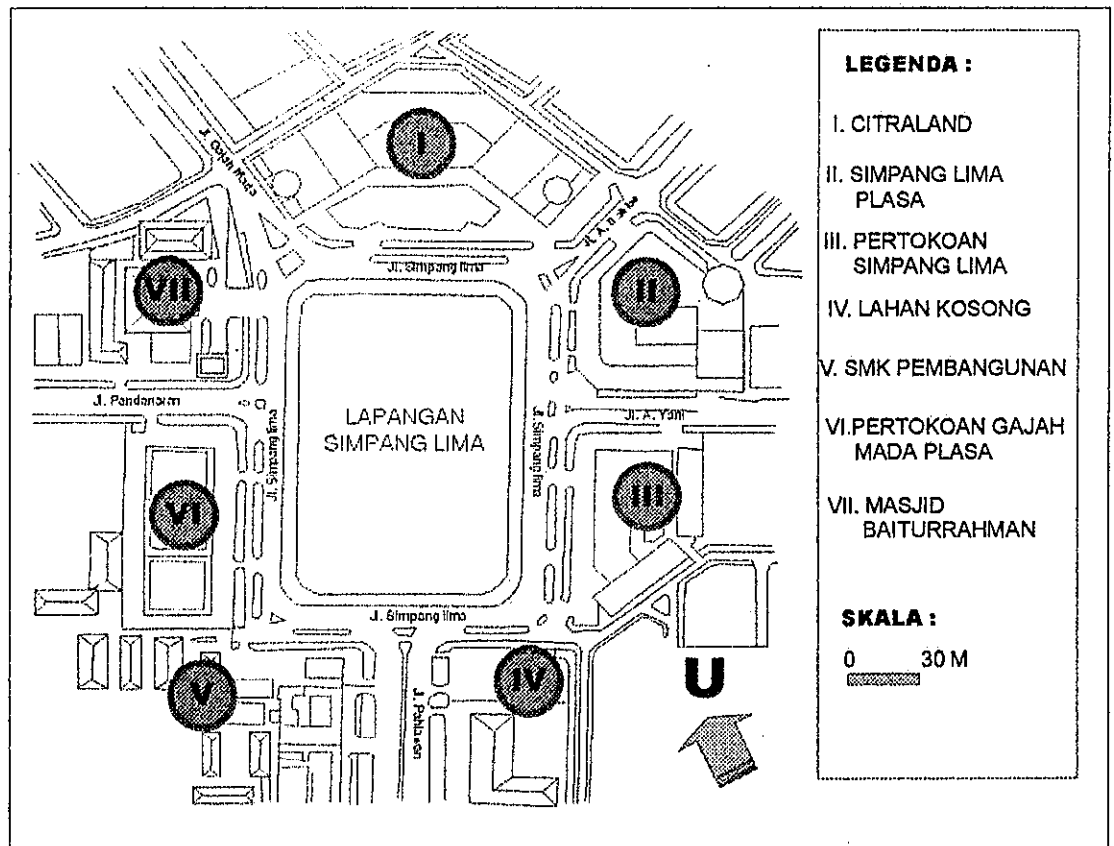 I
Jl. Gajah Mada
Jl. Simpang lima
VII
II
Jl. Pandanaran
LAPANGAN
SIMPANG LIMA
Jl. Simpang lima
Jl. Simpang lima
Jl. A. Yani
VI
III
Jl. Simpang lima
V
IV
Jl. Pahlawan
U
LEGENDA :
I. CITRALAND
II. SIMPANG LIMA
PLASA
III. PERTOKOAN
SIMPANG LIMA
IV. LAHAN KOSONG
V. SMK PEMBANGUNAN
VI.PERTOKOAN GAJAH
MADA PLASA
VII. MASJID
BAITURRAHMAN
SKALA :
0 30 M